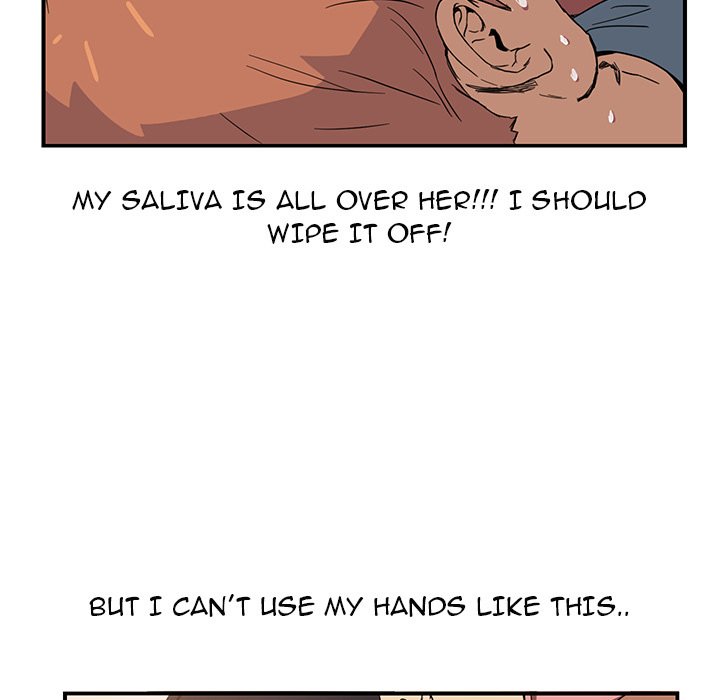 MY SALIVA IS ALL OVER HER!!! I SHOULD
WIPE IT OFF!
BUT I CAN'T USE MY HANDS LIKE THIS..